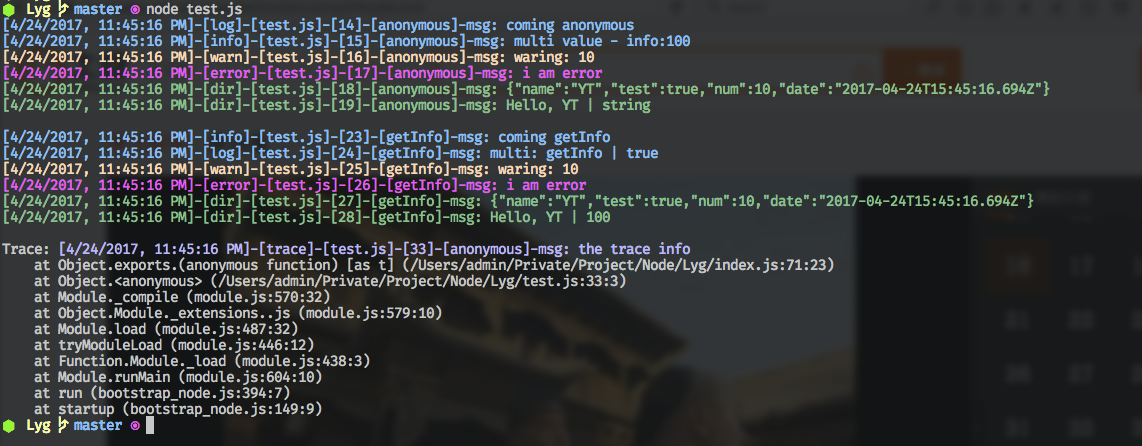 Lyg master node test.js
[4/24/2017, 11:45:16 PM]-[log]-[test.js]-[14]-[anonymous]-msg: coming anonymous
[4/24/2017, 11:45:16 PM]-[info]-[test.js]-[15]-[anonymous]-msg: multi value - info:100
[4/24/2017, 11:45:16 PM]-[warn]-[test.js]-[16]-[anonymous]-msg: waring: 10
[4/24/2017, 11:45:16 PM]-[error]-[test.js]-[17]-[anonymous]-msg: i am error
[4/24/2017, 11:45:16 PM]-[dir]-[test.js]-[18]-[anonymous]-msg: {"name":"YT","test":true,"num":10,"date":"2017-04-24T15:45:16.694Z"}
[4/24/2017, 11:45:16 PM]-[dir]-[test.js]-[19]-[anonymous]-msg: Hello, YT | string
[4/24/2017, 11:45:16 PM]-[info]-[test.js]-[23]-[getInfo]-msg: coming getInfo
[4/24/2017, 11:45:16 PM]-[log]-[test.js]-[24]-[getInfo]-msg: multi: getInfo | true
[4/24/2017, 11:45:16 PM]-[warn]-[test.js]-[25]-[getInfo]-msg: waring: 10
[4/24/2017, 11:45:16 PM]-[error]-[test.js]-[26]-[getInfo]-msg: i am error
[4/24/2017, 11:45:16 PM]-[dir]-[test.js]-[27]-[getInfo]-msg: {"name":"YT","test":true,"num":10,"date":"2017-04-24T15:45:16.694Z"}
[4/24/2017, 11:45:16 PM]-[dir]-[test.js]-[28]-[getInfo]-msg: Hello, YT | 100
Trace: [4/24/2017, 11:45:16 PM]-[trace]-[test.js]-[33]-[anonymous]-msg: the trace info
at Object.exports.(anonymous function) [as t] (/Users/admin/Private/Project/Node/Lyg/index.js:71:23)
at Object.<anonymous> (/Users/admin/Private/Project/Node/Lyg/test.js:33:3)
at Module._compile (module.js:570:32)
at Object.Module._extensions..js (module.js:579:10)
at Module.load (module.js:487:32)
at tryModuleLoad (module.js:446:12)
at Function.Module._load (module.js:438:3)
at Module.runMain (module.js:604:10)
at run (bootstrap_node.js:394:7)
at startup (bootstrap_node.js:149:9)
Lyg master